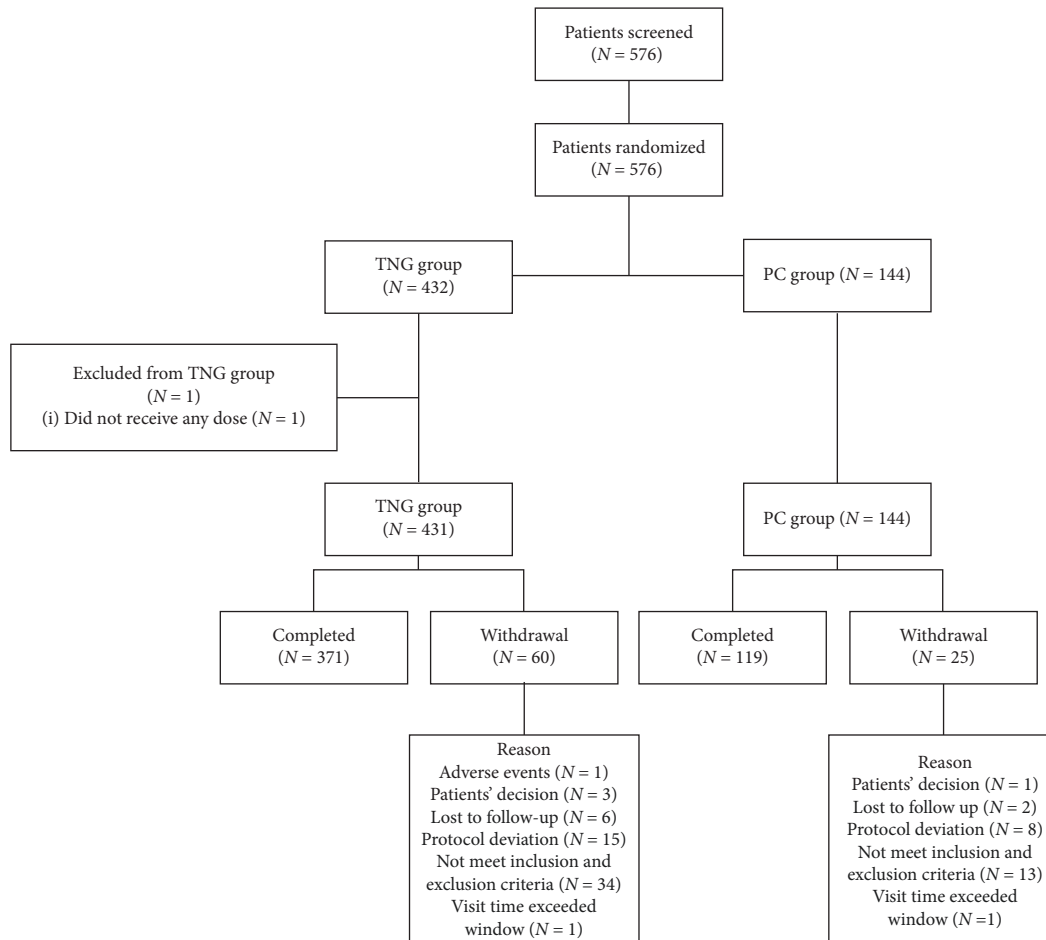 Patients screened
(N = 576)
Patients randomized
(N = 576)
TNG group
(N = 432)
PC group (N = 144)
Excluded from TNG group
(N = 1)
(i) Did not receive any dose (N = 1)
TNG group
(N = 431)
PC group (N = 144)
Completed
(N = 371)
Withdrawal
(N = 60)
Completed
(N = 119)
Withdrawal
(N = 25)
Reason
Adverse events (N = 1)
Patients’ decision (N = 3)
Lost to follow-up (N = 6)
Protocol deviation (N = 15)
Not meet inclusion and
exclusion criteria (N = 34)
Visit time exceeded
window (N = 1)
Reason
Patients’ decision (N = 1)
Lost to follow up (N = 2)
Protocol deviation (N = 8)
Not meet inclusion and
exclusion criteria (N = 13)
Visit time exceeded
window (N =1)